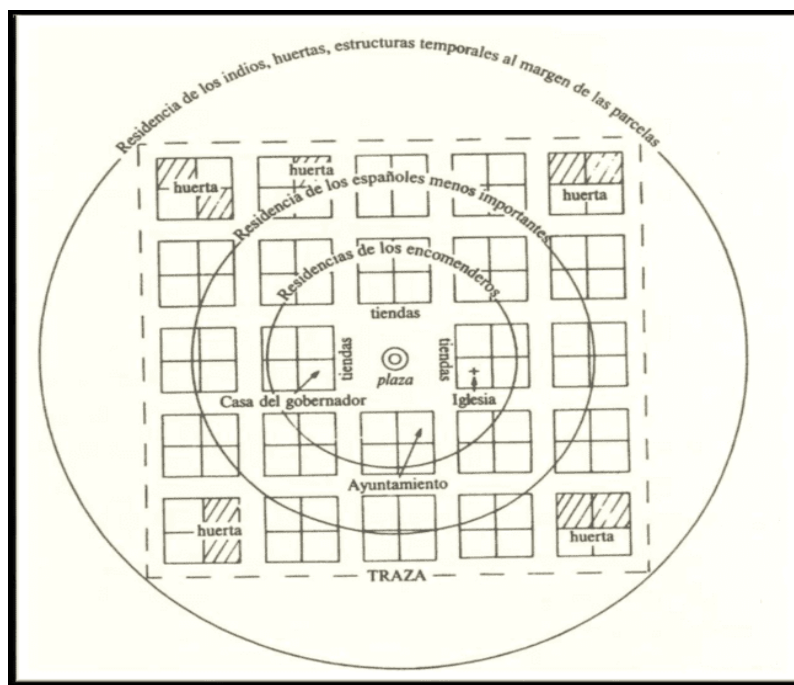 Residencia de los indios, huertas, estructuras temporales al margen de las parcelas
huerta
huerta
huerta
Residencia de los españoles menos importantes
Residencias de los encomenderos
tiendas
tiendas
tiendas
plaza
Casa del gobernador
Iglesia
Ayuntamiento
huerta
huerta
TRAZA